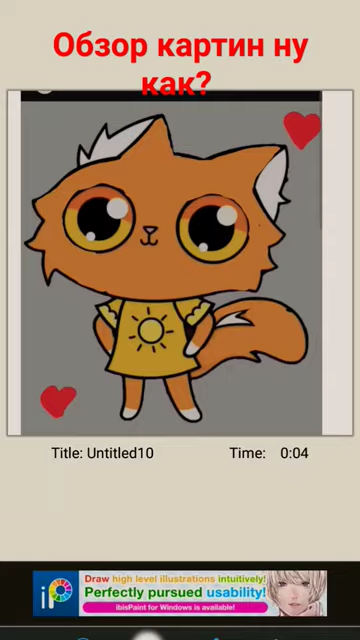 Обзор картин ну
как?
Title: Untitled10 Time: 0:04
iP
Draw high level illustrations intuitively!
Perfectly pursued usability!
ibisPaint for Windows is available!